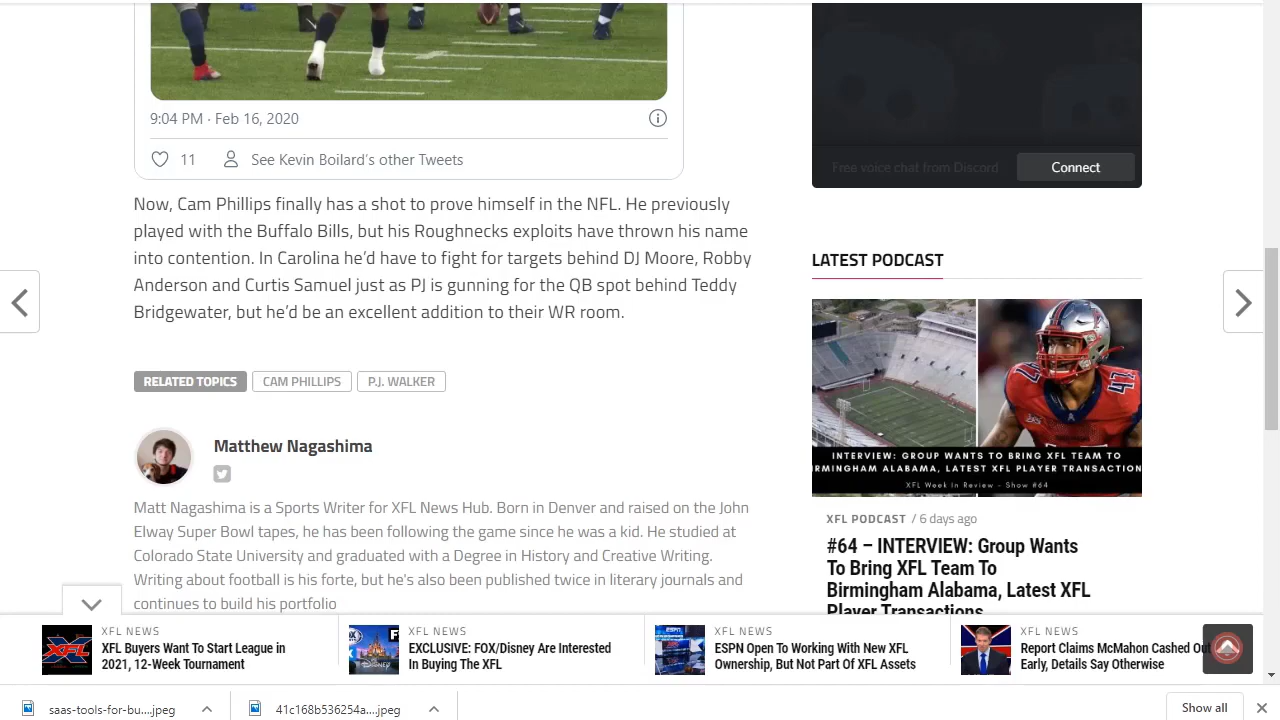 9:04 PM · Feb 16, 2020
11
See Kevin Boilard's other Tweets
Now, Cam Phillips finally has a shot to prove himself in the NFL. He previously
played with the Buffalo Bills, but his Roughnecks exploits have thrown his name
into contention. In Carolina he'd have to fight for targets behind DJ Moore, Robby
Anderson and Curtis Samuel just as PJ is gunning for the QB spot behind Teddy
Bridgewater, but he'd be an excellent addition to their WR room.
RELATED TOPICS
CAM PHILLIPS
P.J. WALKER
Matthew Nagashima
Matt Nagashima is a Sports Writer for XFL News Hub. Born in Denver and raised on the John
Elway Super Bowl tapes, he has been following the game since he was a kid. He studied at
Colorado State University and graduated with a Degree in History and Creative Writing.
Writing about football is his forte, but he's also been published twice in literary journals and
continues to build his portfolio
Free voice chat from Discord
Connect
LATEST PODCAST
47
INTERVIEW: GROUP WANTS TO BRING XFL TEAM TO
RMINGHAM ALABAMA, LATEST XFL PLAYER TRANSACTION
XFL Week In Review - Show #64
XFL PODCAST / 6 days ago
#64 – INTERVIEW: Group Wants
To Bring XFL Team To
Birmingham Alabama, Latest XFL
Player Transactions
XFL
XFL NEWS
XFL Buyers Want To Start League in
2021, 12-Week Tournament
XFL NEWS
EXCLUSIVE: FOX/Disney Are Interested
In Buying The XFL
XFL NEWS
ESPN Open To Working With New XFL
Ownership, But Not Part Of XFL Assets
XFL NEWS
Report Claims McMahon Cashed Out
Early, Details Say Otherwise
saas-tools-for-bu....jpeg
41c168b536254a....jpeg
Show all